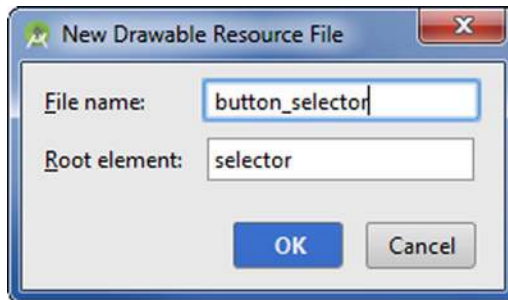 New Drawable Resource File
File name: button_selector
Root element: selector
OK Cancel